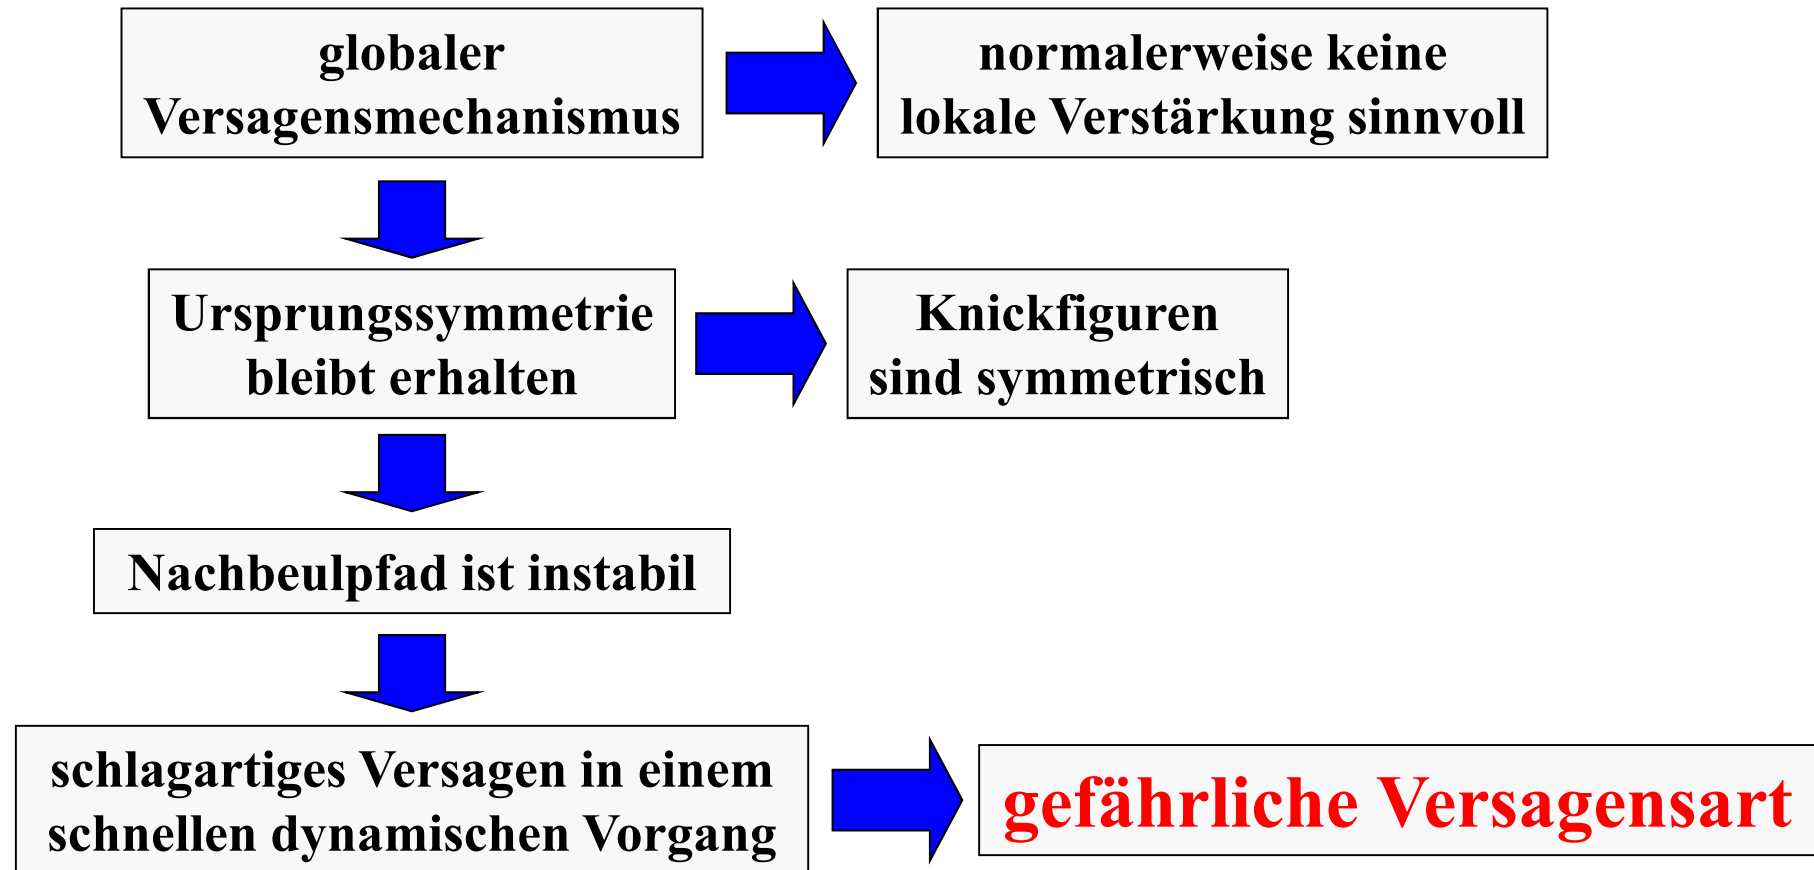 globaler
Versagensmechanismus
normalerweise keine
lokale Verstärkung sinnvoll
Ursprungssymmetrie
bleibt erhalten
Knickfiguren
sind symmetrisch
Nachbeulpfad ist instabil
schlagartiges Versagen in einem
schnellen dynamischen Vorgang
gefährliche Versagensart